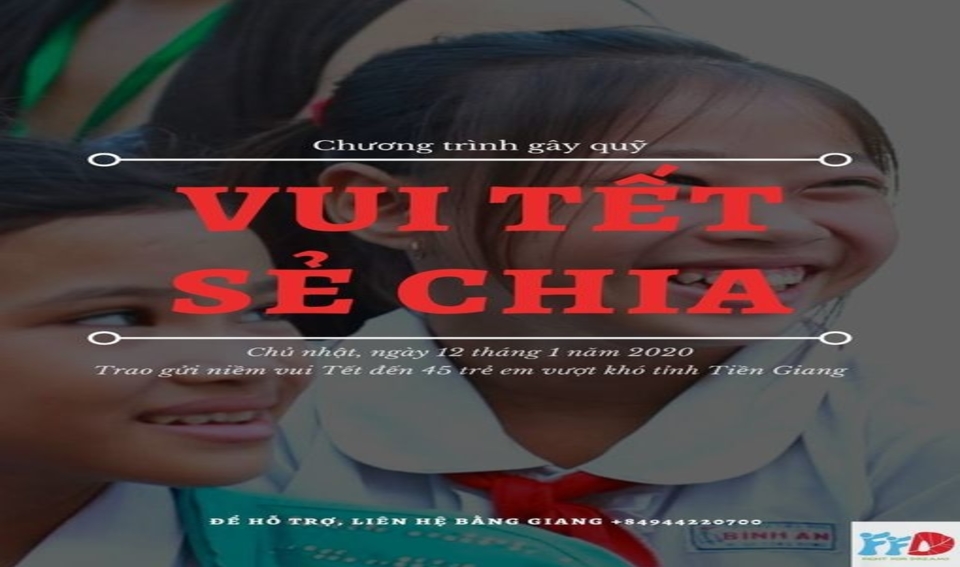 Chương trình gây quỹ
VUI TẾT
SẺ CHIA
Chủ nhật, ngày 12 tháng 1 năm 2020
Trao gửi niềm vui Tết đến 45 trẻ em vượt khó tỉnh Tiền Giang
ĐỂ HỖ TRỢ, LIÊN HỆ BẰNG GIANG +84944220700
BÌNH AN
FFD